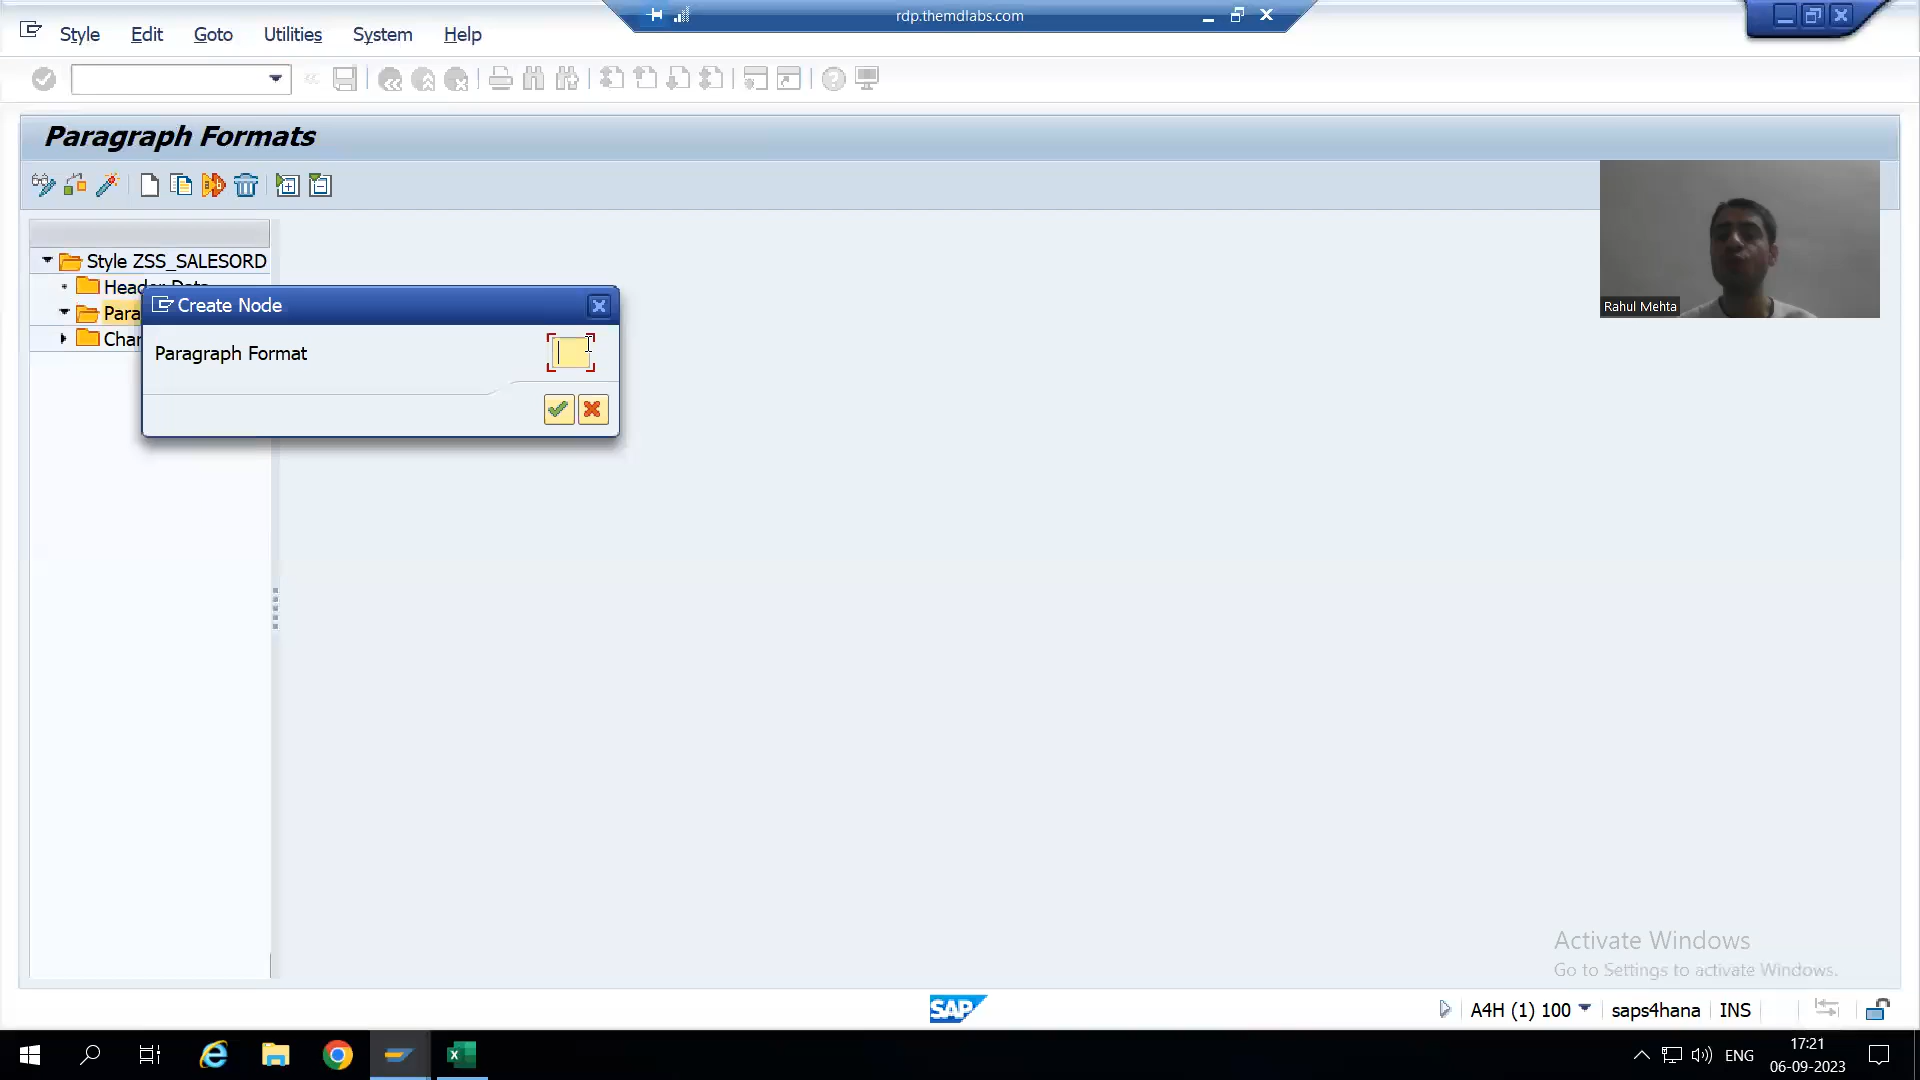 rdp.themdlabs.com
Style Edit Goto Utilities System Help
Paragraph Formats
Style ZSS_SALESORD
Header Data
Para
Char
Create Node
Paragraph Format
Rahul Mehta
Activate Windows
Go to Settings to activate Windows.
SAP
A4H (1) 100 saps4hana INS
ENG
17:21
06-09-2023